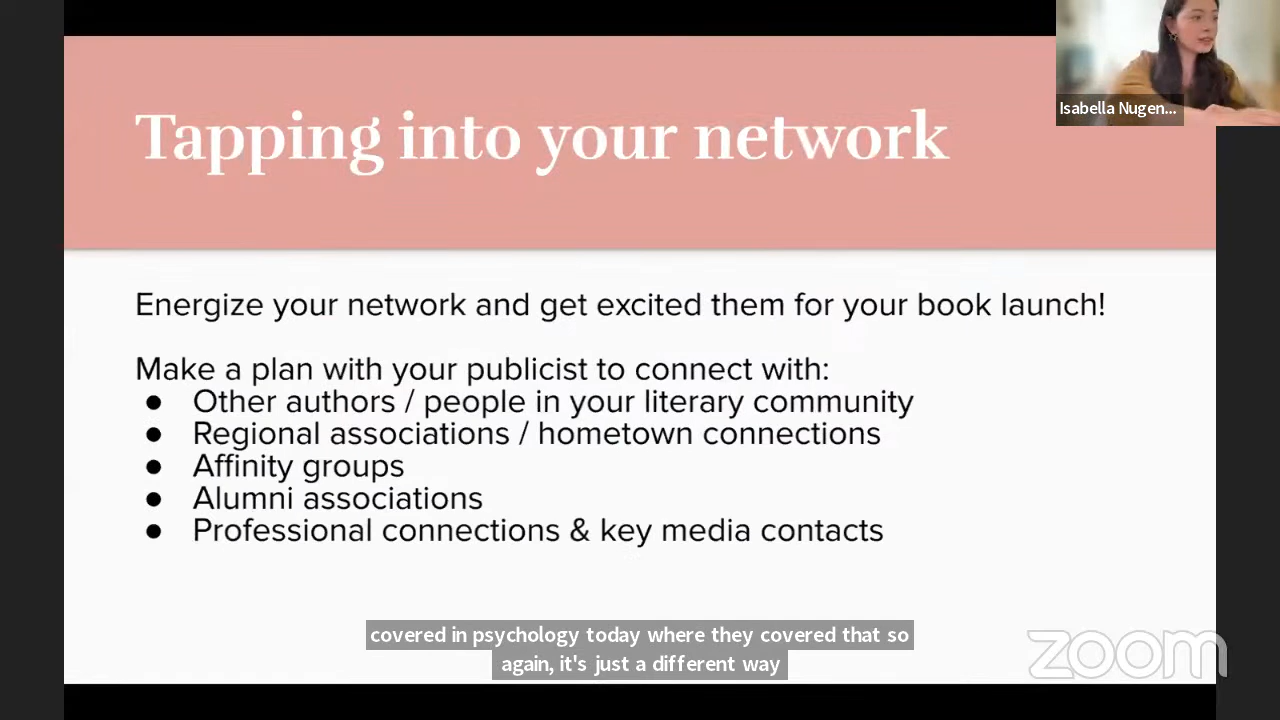 Tapping into your network
Isabella Nugen...
Energize your network and get excited them for your book launch!
Make a plan with your publicist to connect with:
● Other authors / people in your literary community
● Regional associations / hometown connections
● Affinity groups
● Alumni associations
● Professional connections & key media contacts
covered in psychology today where they covered that so
again, it's just a different way
zoom